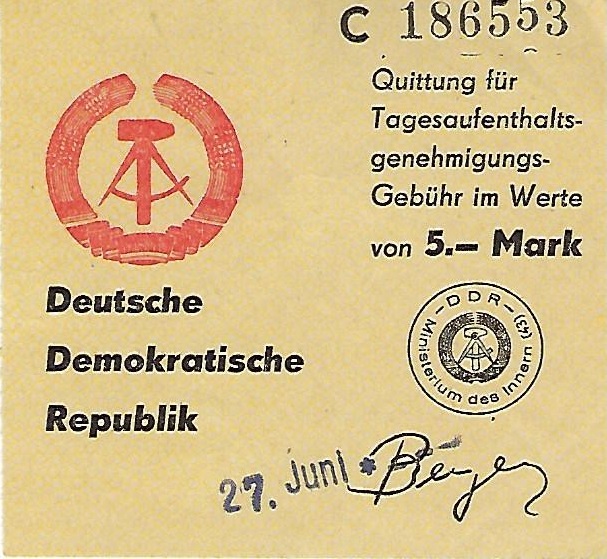 C 186553
Quittung für
Tagesaufenthalts-
genehmigungs-
Gebühr im Werte
von 5.— Mark
Deutsche
Demokratische
Republik
– DDR –
Ministerium des Innern (43)
27. Juni *